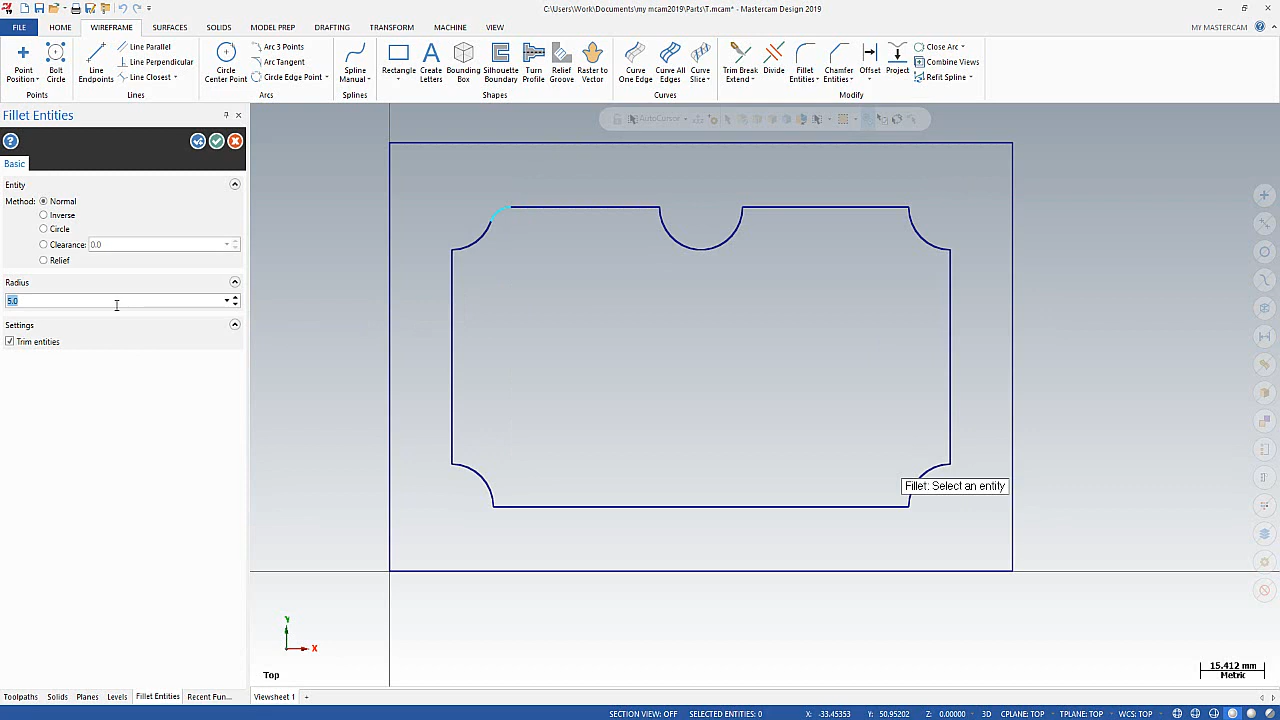 C:\Users\Work\Documents\my mcam2019\Parts\T.mcam* - Mastercam Design 2019
FILE HOME WIREFRAME SURFACES SOLIDS MODEL PREP DRAFTING TRANSFORM MACHINE VIEW MY MASTERCAM
Point Position Bolt Circle
Points
Line Endpoints Line Parallel Line Perpendicular Line Closest
Lines
Circle Center Point Arc 3 Points Arc Tangent Circle Edge Point
Arcs
Spline Manual
Splines
Rectangle Create Letters Bounding Box Silhouette Boundary Turn Profile Relief Groove Raster to Vector
Shapes
Curve One Edge Curve All Edges Curve Slice
Curves
Trim Break Extend Divide Fillet Entities Chamfer Entities Offset Project Close Arc Combine Views Refit Spline
Modify
Fillet Entities
Basic
Entity
Method: Normal
Inverse
Circle
Clearance: 0.0
Relief
Radius
5.0
Settings
Trim entities
AutoCursor
Fillet: Select an entity
Y
X
Top
15.412 mm
Metric
Toolpaths Solids Planes Levels Fillet Entities Recent Fun... Viewsheet 1 +
SECTION VIEW: OFF SELECTED ENTITIES: 0 X: -33.45353 Y: 50.95202 Z: 0.00000 3D CPLANE: TOP TPLANE: TOP WCS: TOP